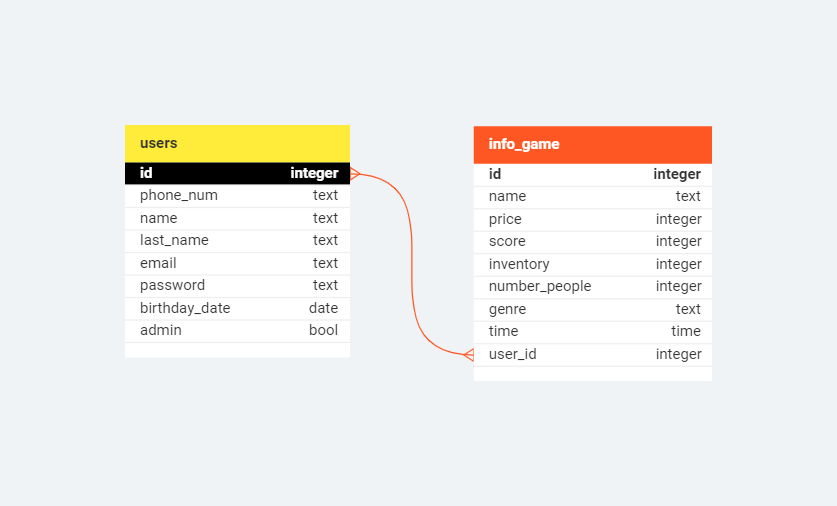 users
id integer
phone_num text
name text
last_name text
email text
password text
birthday_date date
admin bool
info_game
id integer
name text
price integer
score integer
inventory integer
number_people integer
genre text
time time
user_id integer